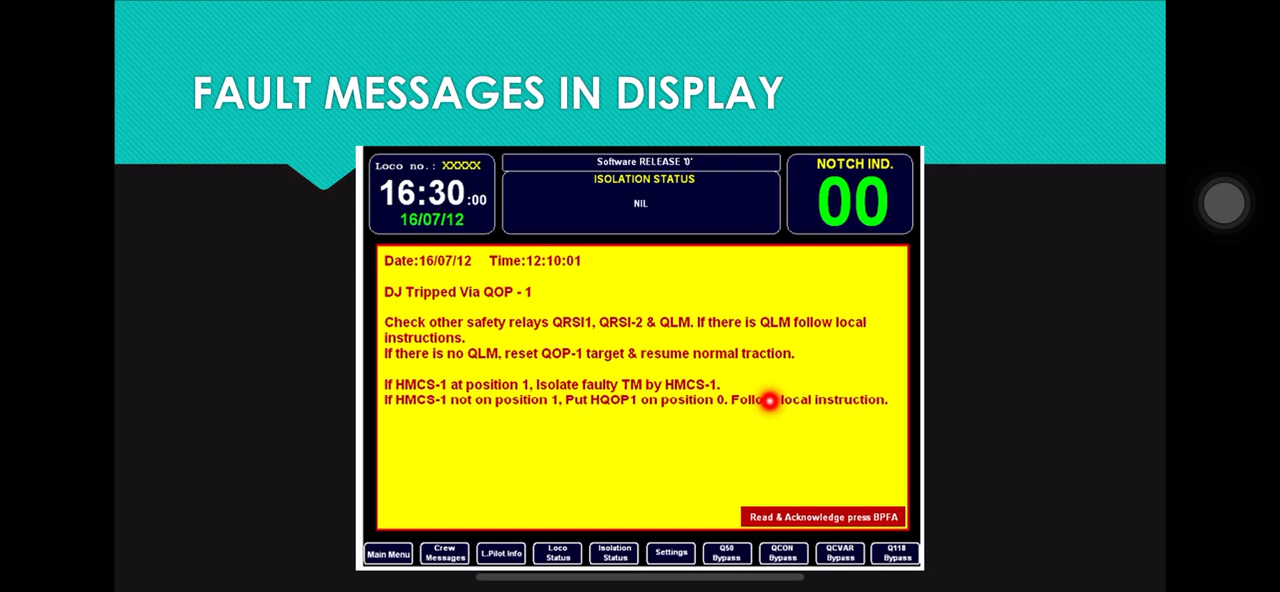 FAULT MESSAGES IN DISPLAY
Loco no.: XXXXX
16:30:00
16/07/12
Software RELEASE '0'
ISOLATION STATUS
NIL
NOTCH IND.
00
Date:16/07/12 Time:12:10:01
DJ Tripped Via QOP - 1
Check other safety relays QRSI1, QRSI-2 & QLM. If there is QLM follow local
instructions.
If there is no QLM, reset QOP-1 target & resume normal traction.
If HMCS-1 at position 1, Isolate faulty TM by HMCS-1.
If HMCS-1 not on position 1, Put HQOP1 on position 0. Follow local instruction.
Read & Acknowledge press BPFA
Main Menu
Crew
Messages
L.Pilot Info
Loco
Status
Isolation
Status
Settings
Q50
Bypass
QCON
Bypass
QCVAR
Bypass
Q118
Bypass